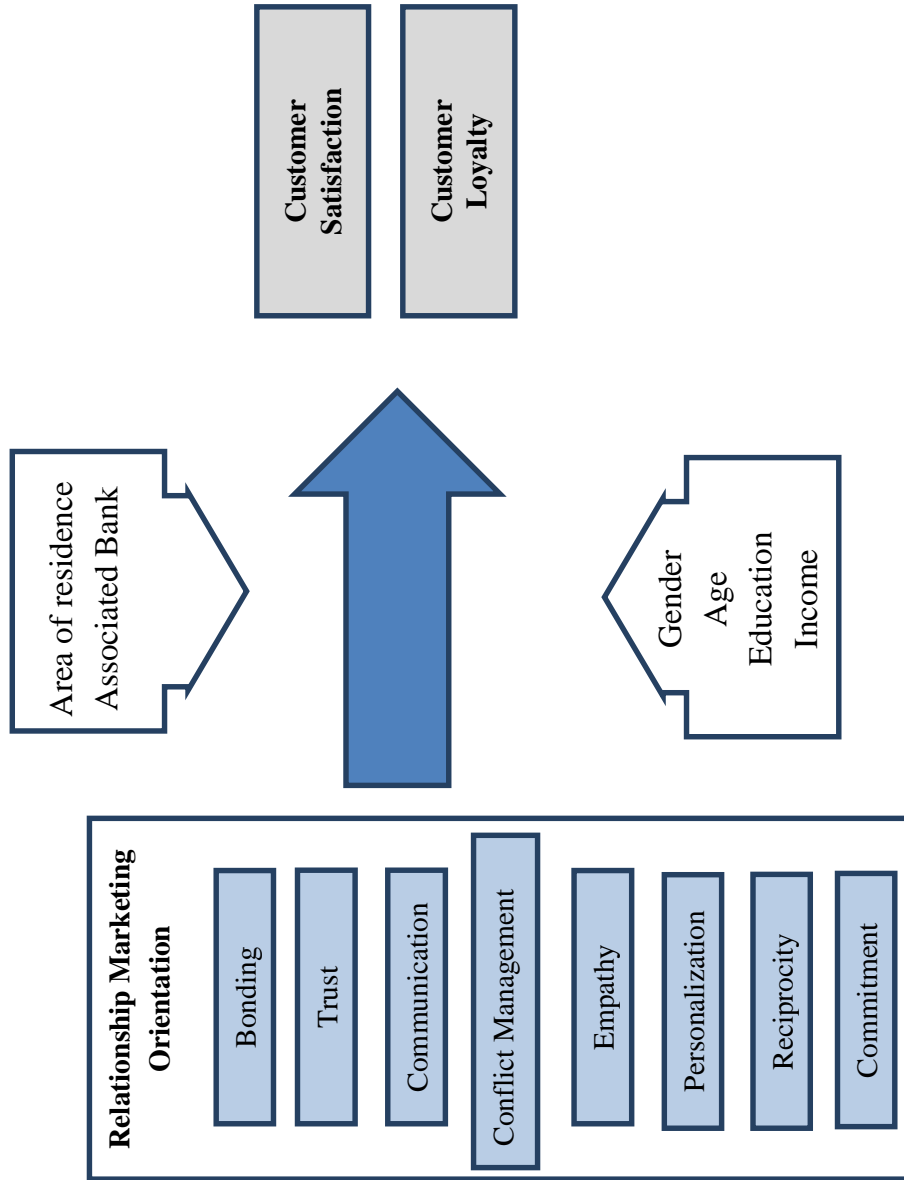 Relationship Marketing
Orientation
Bonding
Trust
Communication
Conflict Management
Empathy
Personalization
Reciprocity
Commitment
Area of residence
Associated Bank
Gender
Age
Education
Income
Customer
Satisfaction
Customer
Loyalty